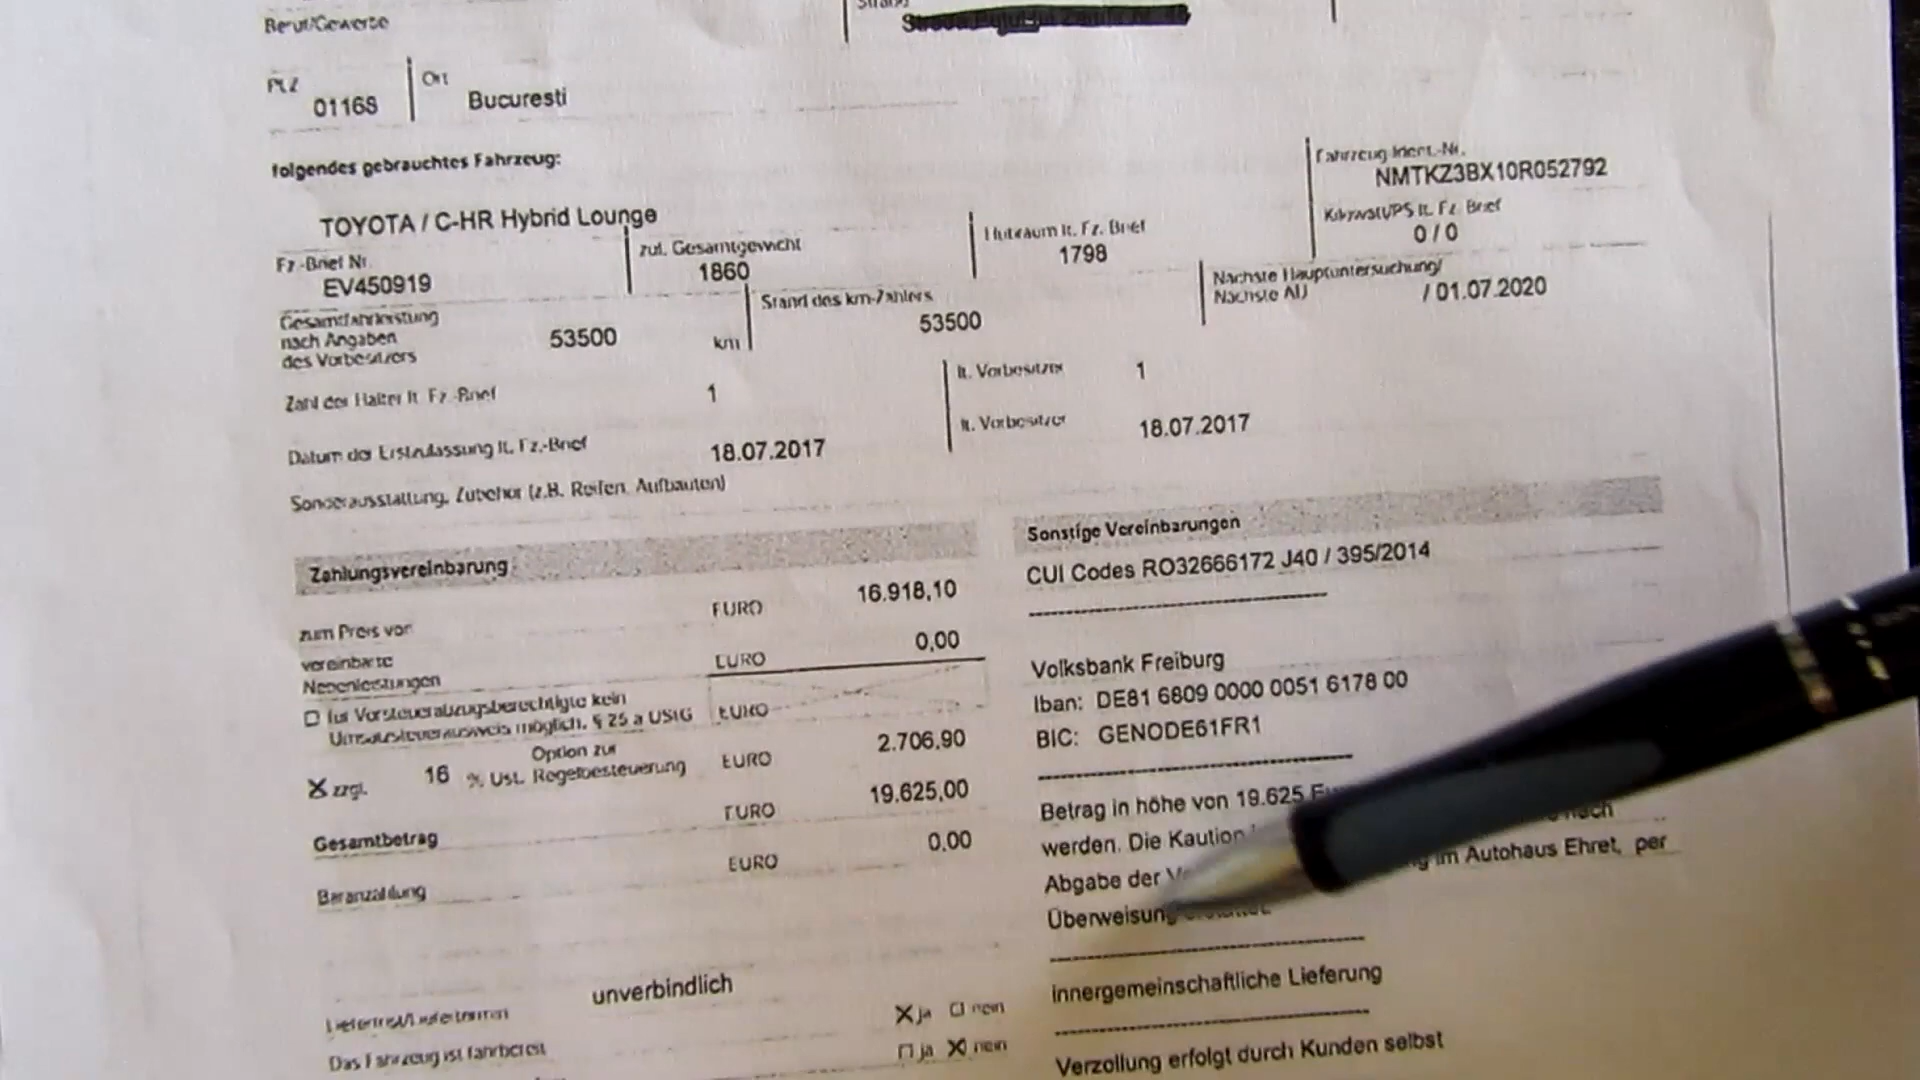 Beruf/Gewerbe
PLZ 01168 Ort Bucuresti
folgendes gebrauchtes Fahrzeug:
Fahrzeug-Ident.-Nr.
NMTKZ3BX10R052792
TOYOTA / C-HR Hybrid Lounge
lt. Fz. Brief
0 / 0
Fz.-Brief Nr.
EV450919
zul. Gesamtgewicht
1860
Hubraum lt. Fz. Brief
1798
Nächste Hauptuntersuchung/
Nächste AU / 01.07.2020
Gesamtfahrleistung
nach Angaben
des Vorbesitzers
53500 km
Stand des km-Zählers
53500
Zahl der Halter lt. Fz.-Brief 1
lt. Vorbesitzer 1
Datum der Erstzulassung lt. Fz.-Brief 18.07.2017
lt. Vorbesitzer 18.07.2017
Sonderausstattung, Zubehör (z.B. Reifen, Aufbauten)
Zahlungsvereinbarung
zum Preis von EURO 16.918,10
vereinbarte
Nebenleistungen EURO 0,00
für Vorsteuerabzugsberechtigte kein
Umsatzsteuerausweis möglich, § 25 a UStG EURO
Option zur
X zzgl. 16 % Ust. Regelbesteuerung EURO 2.706,90
Gesamtbetrag EURO 19.625,00
Baranzahlung EURO 0,00
unverbindlich
Lieferfrist/Liefertermin
X ja nein
Das Fahrzeug ist fahrbereit
ja X nein
Sonstige Vereinbarungen
CUI Codes RO32666172 J40 / 395/2014
Volksbank Freiburg
Iban: DE81 6809 0000 0051 6178 00
BIC: GENODE61FR1
Betrag in höhe von 19.625
werden. Die Kaution nach
Abgabe der im Autohaus Ehret, per
Überweisung
innergemeinschaftliche Lieferung
Verzollung erfolgt durch Kunden selbst